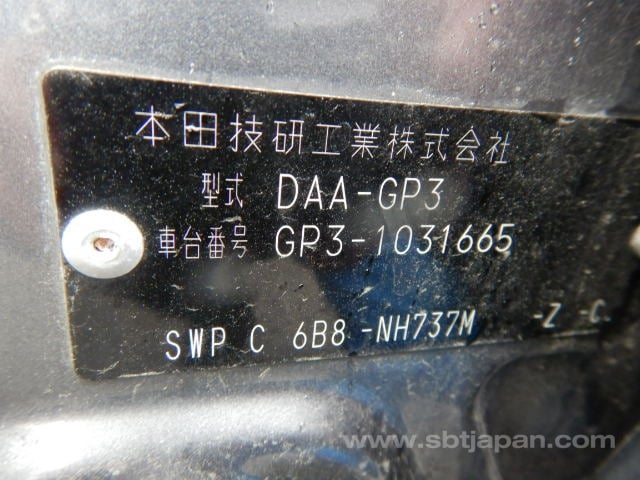 本田技研工業株式会社
型式 DAA-GP3
車台番号 GP3-1031665
SWP C 6B8-NH737M -Z -C
www.sbtjapan.com